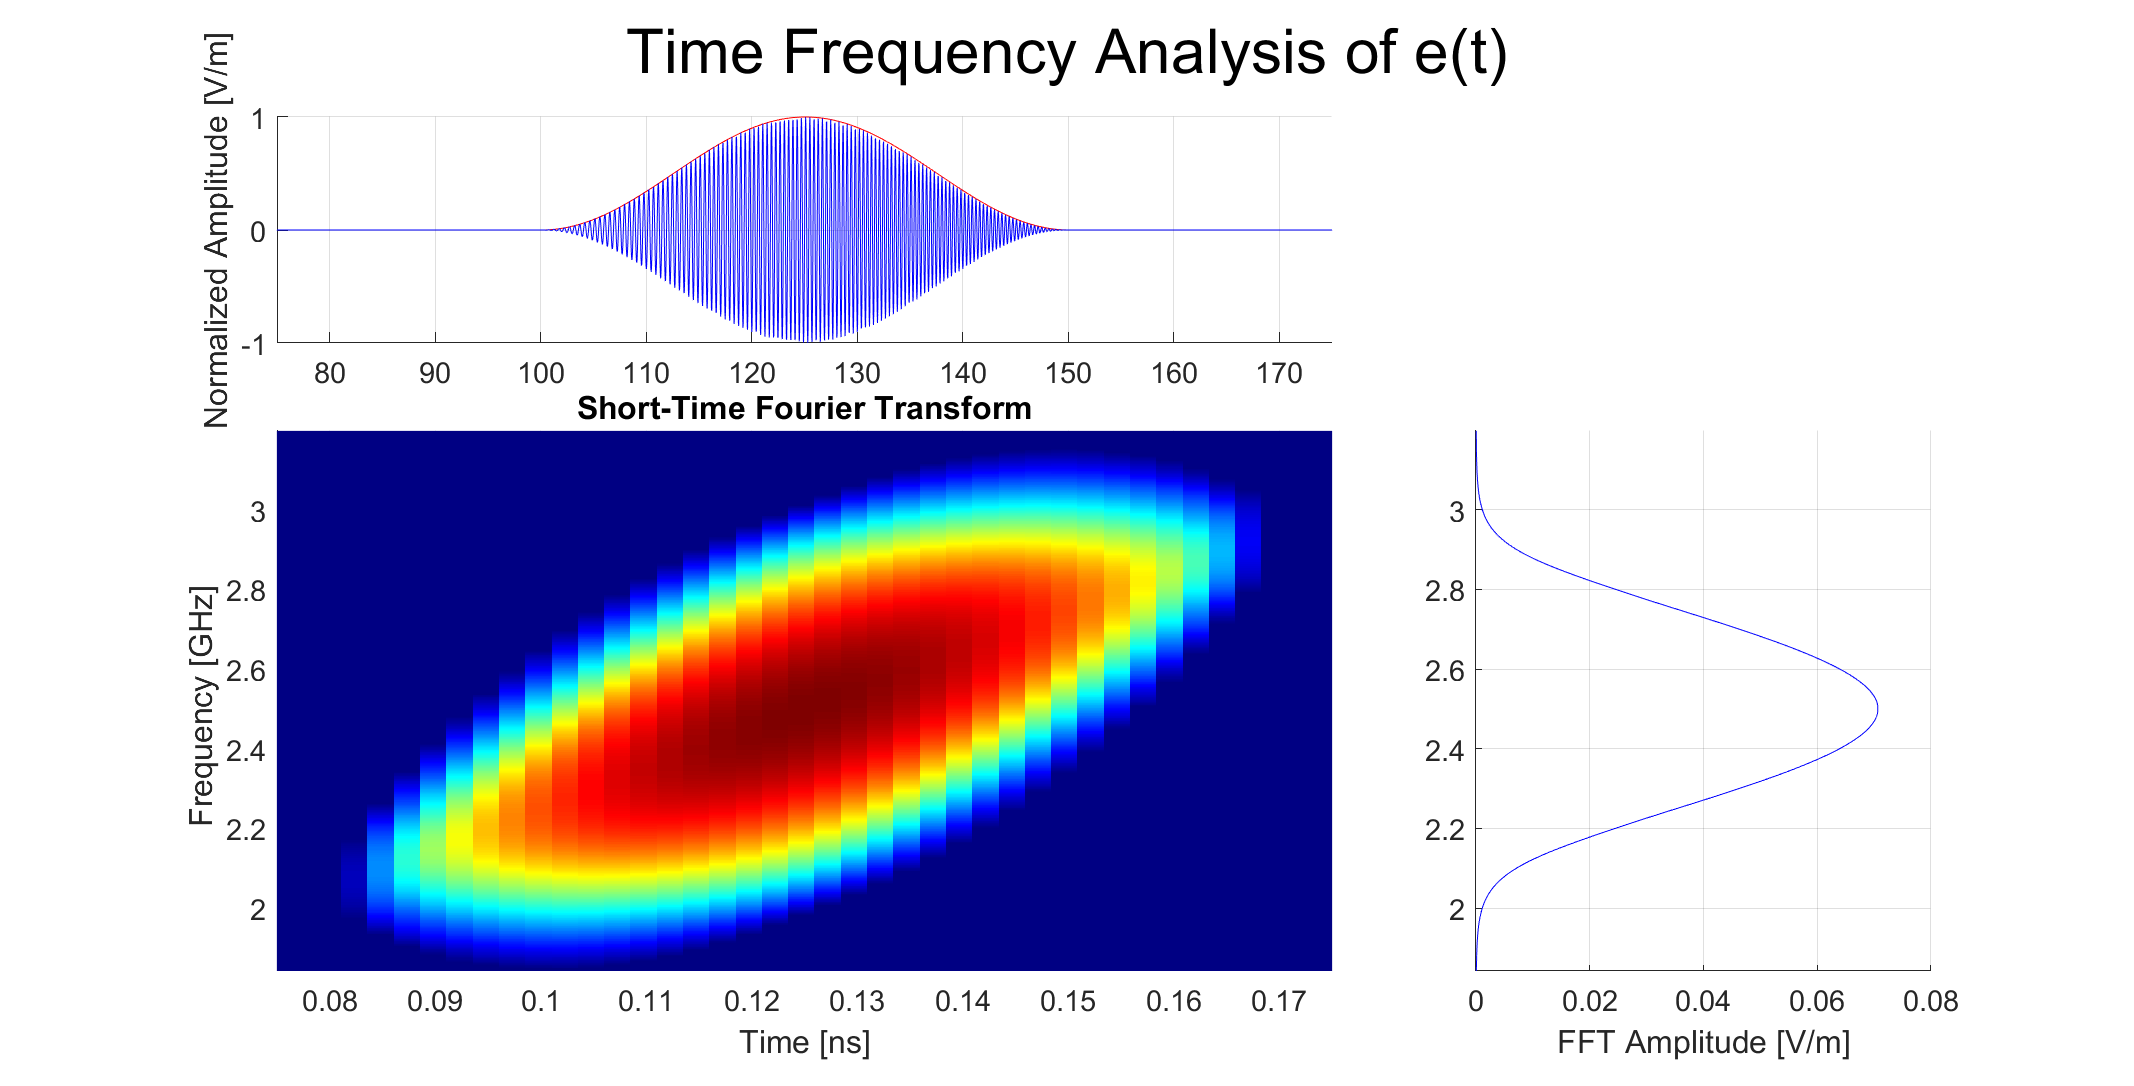 Time Frequency Analysis of e(t)
Normalized Amplitude [V/m]
1
0
-1
80 90 100 110 120 130 140 150 160 170
Short-Time Fourier Transform
Frequency [GHz]
3
2.8
2.6
2.4
2.2
2
0.08 0.09 0.1 0.11 0.12 0.13 0.14 0.15 0.16 0.17
Time [ns]
3
2.8
2.6
2.4
2.2
2
0 0.02 0.04 0.06 0.08
FFT Amplitude [V/m]